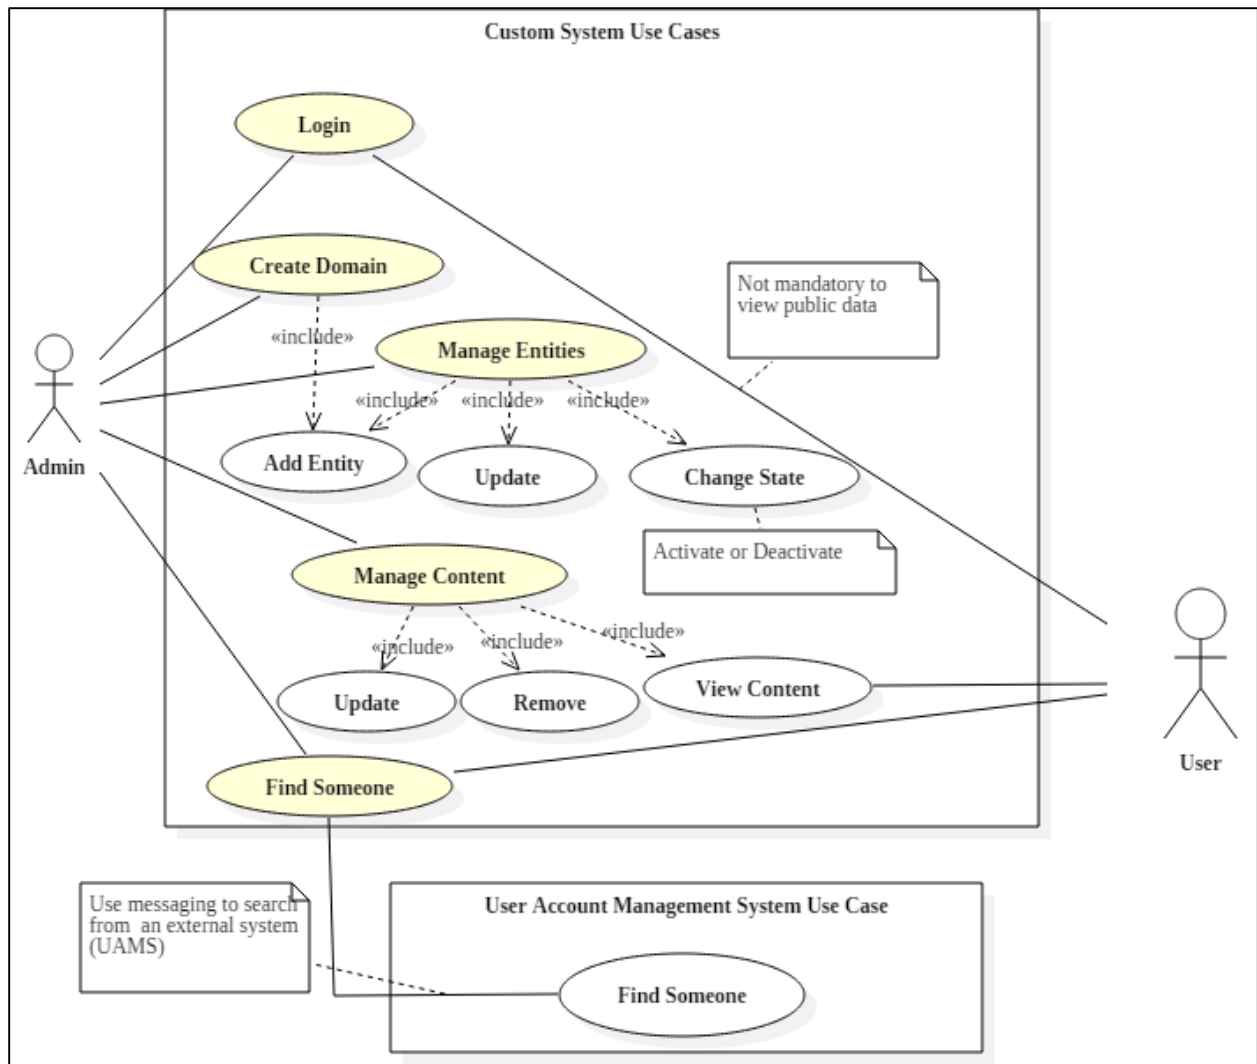 Custom System Use Cases
Login
Create Domain
Not mandatory to
view public data
«include»
Manage Entities
«include»
«include»
«include»
Add Entity
Update
Change State
Admin
Activate or Deactivate
Manage Content
«include»
«include»
«include»
Update
Remove
View Content
User
Find Someone
Use messaging to search
from an external system
(UAMS)
User Account Management System Use Case
Find Someone